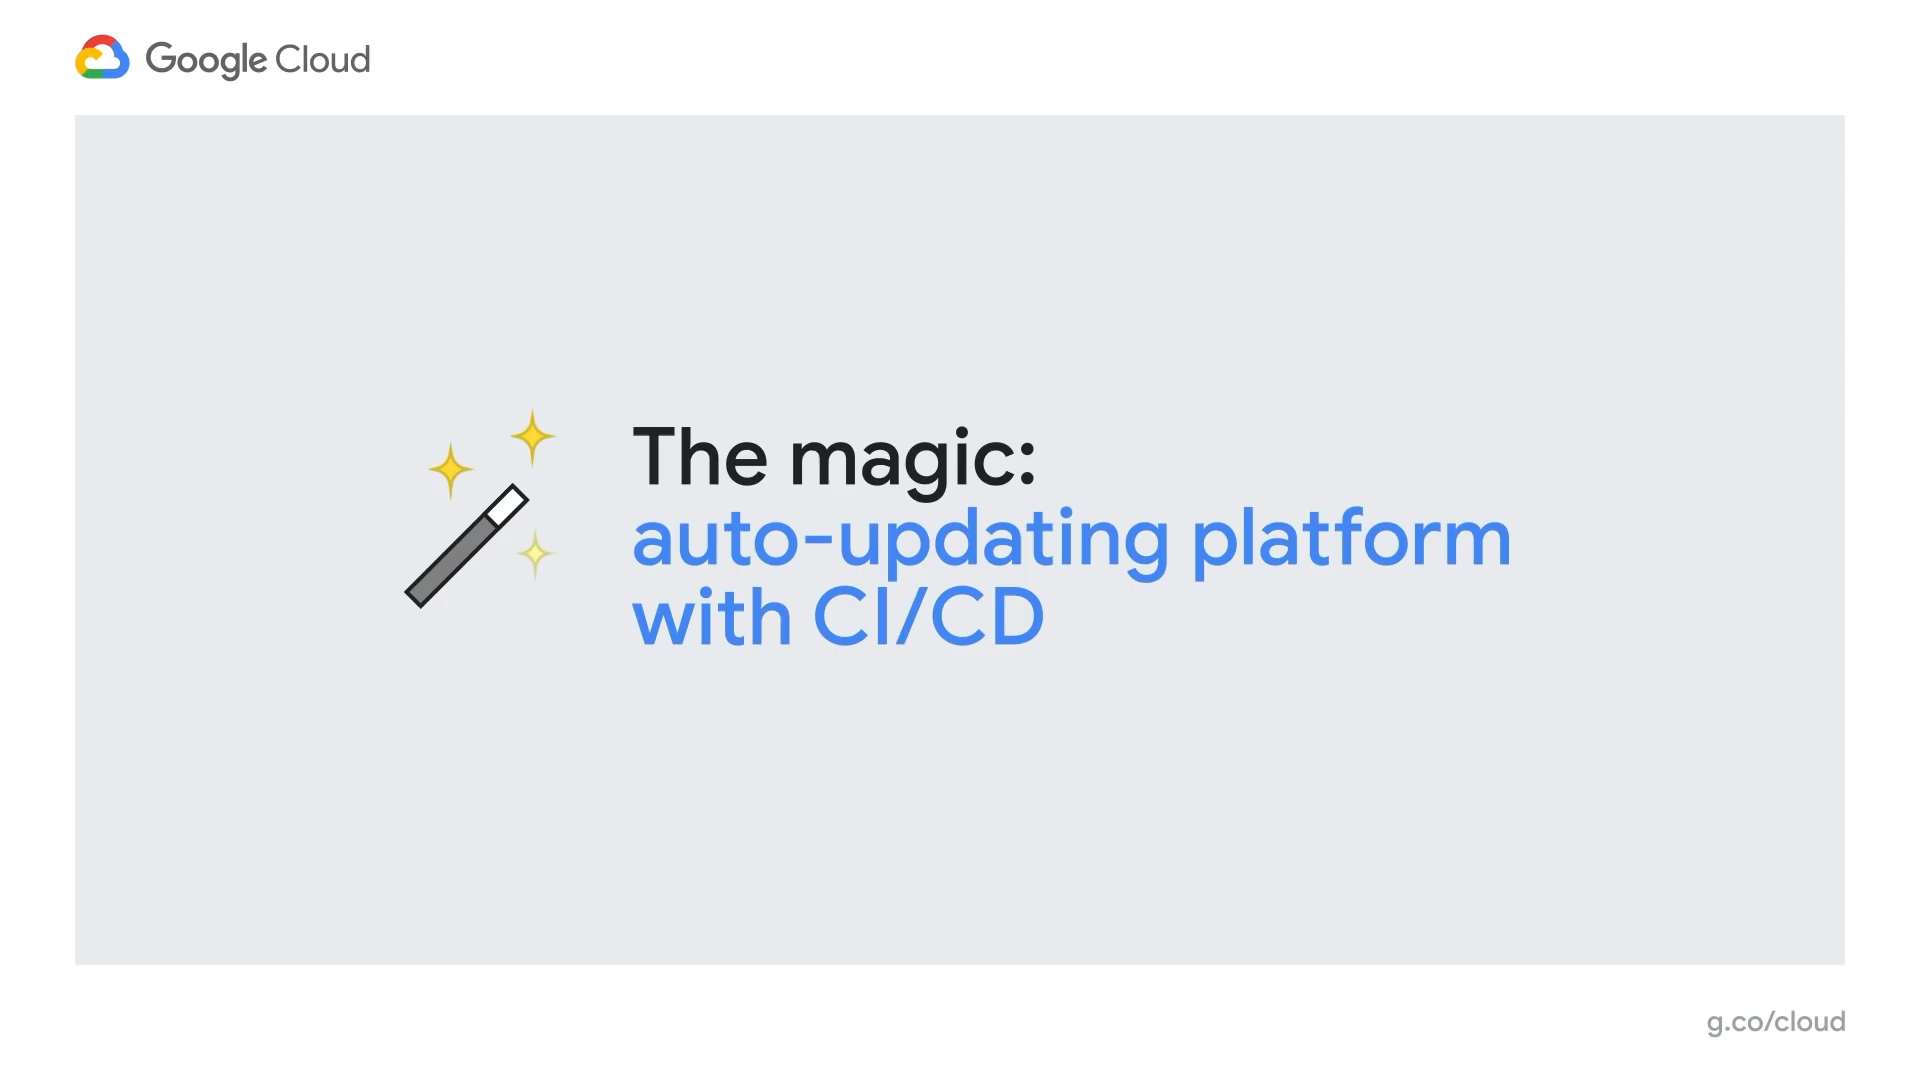 Google Cloud
The magic:
auto-updating platform
with CI/CD
g.co/cloud